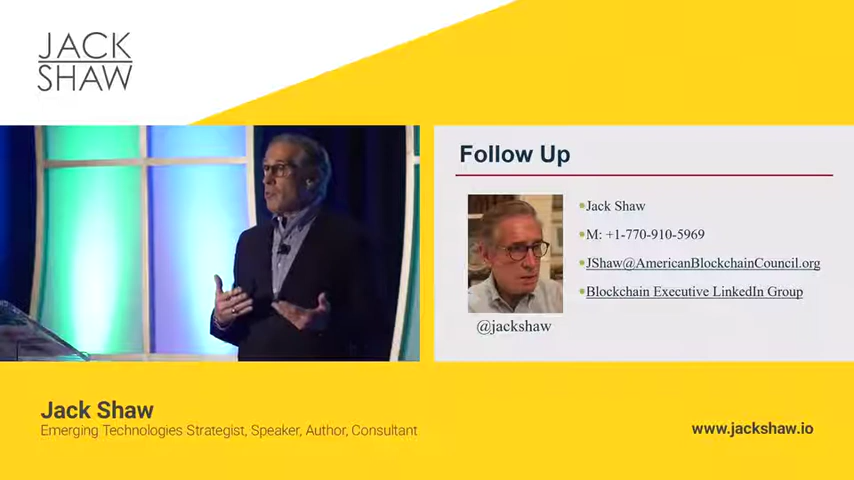 JACK
SHAW
Follow Up
Jack Shaw
M: +1-770-910-5969
JShaw@AmericanBlockchainCouncil.org
Blockchain Executive LinkedIn Group
@jackshaw
Jack Shaw
Emerging Technologies Strategist, Speaker, Author, Consultant
www.jackshaw.io